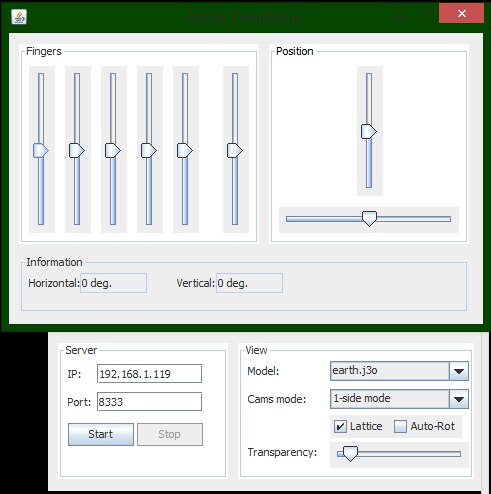 Fingers
Position
Information
Horizontal: 0 deg.
Vertical: 0 deg.
Server
IP: 192.168.1.119
Port: 8333
Start
Stop
View
Model: earth.j3o
Cams mode: 1-side mode
Lattice
Auto-Rot
Transparency: